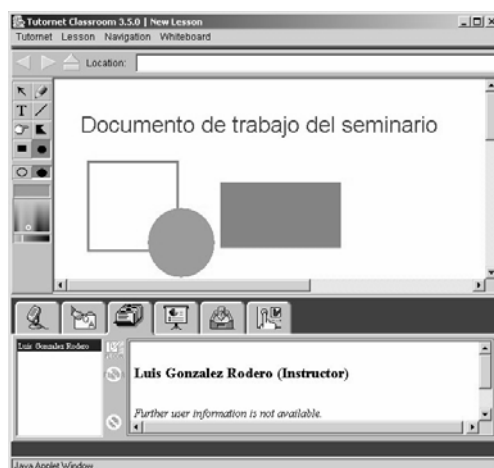 Tutornet Classroom 3.5.0 | New Lesson
Tutornet Lesson Navigation Whiteboard
Location:
T
Documento de trabajo del seminario
Luis Gonzalez Rodero
Luis Gonzalez Rodero (Instructor)
Further user information is not available.
Java Applet Window